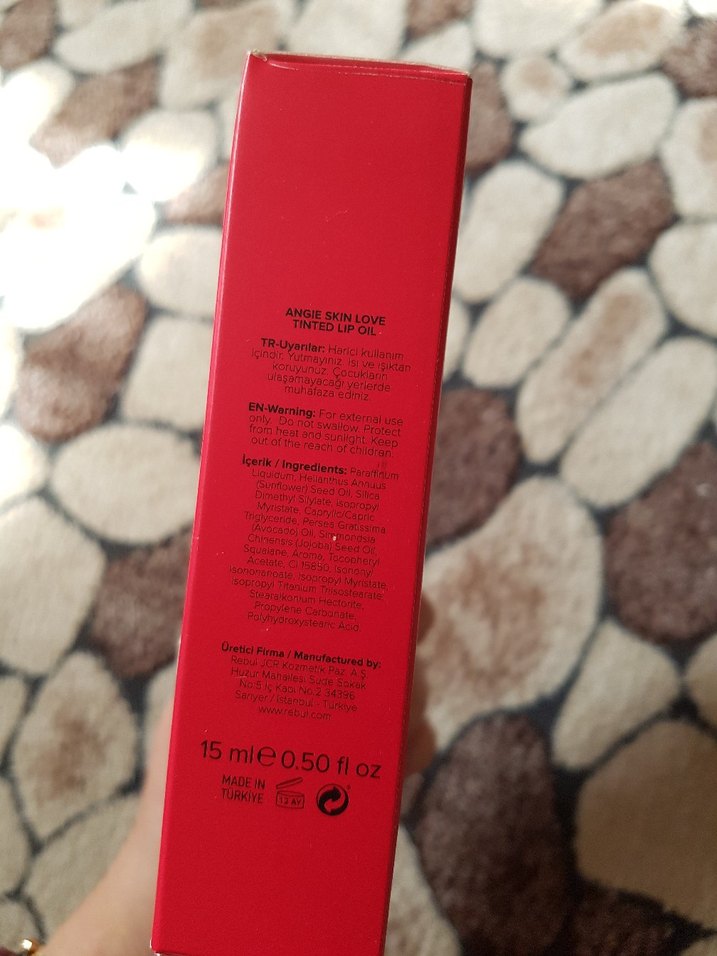 ANGIE SKIN LOVE
TINTED LIP OIL
TR-Uyarılar: Harici kullanım
içindir. Yutmayınız. Isı ve ışıktan
koruyunuz. Çocukların
ulaşamayacağı yerlerde
muhafaza ediniz.
EN-Warning: For external use
only. Do not swallow. Protect
from heat and sunlight. Keep
out of the reach of children.
İçerik / Ingredients: Paraffinum
Liquidum, Helianthus Annuus
(Sunflower) Seed Oil, Silica
Dimethyl Silylate, Isopropyl
Myristate, Caprylic/Capric
Triglyceride, Persea Gratissima
(Avocado) Oil, Simmondsia
Chinensis (Jojoba) Seed Oil,
Squalane, Aroma, Tocopheryl
Acetate, CI 15850, Isononyl
Isononanoate, Isopropyl Myristate,
Isopropyl Titanium Triisostearate,
Stearalkonium Hectorite,
Propylene Carbonate,
Polyhydroxystearic Acid.
Üretici Firma / Manufactured by:
Rebul JCR Kozmetik Paz. A.Ş.
Huzur Mahallesi, Sude Sokak
No:5 İç Kapı No:2 34396
Sarıyer / İstanbul - Türkiye
www.rebul.com
15 ml e 0.50 fl oz
MADE IN
TÜRKİYE
12 AY